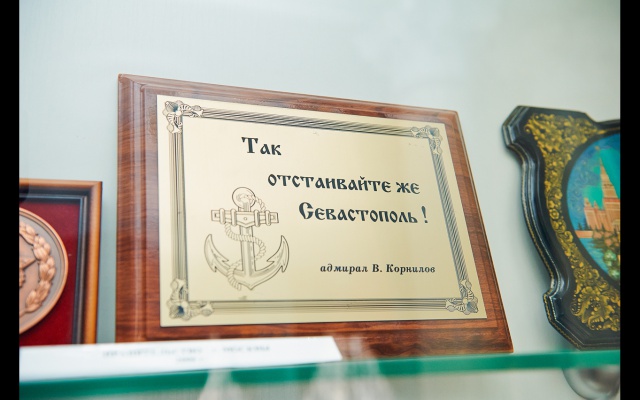 Так
отстаивайте же
Севастополь !
адмирал В. Корнилов